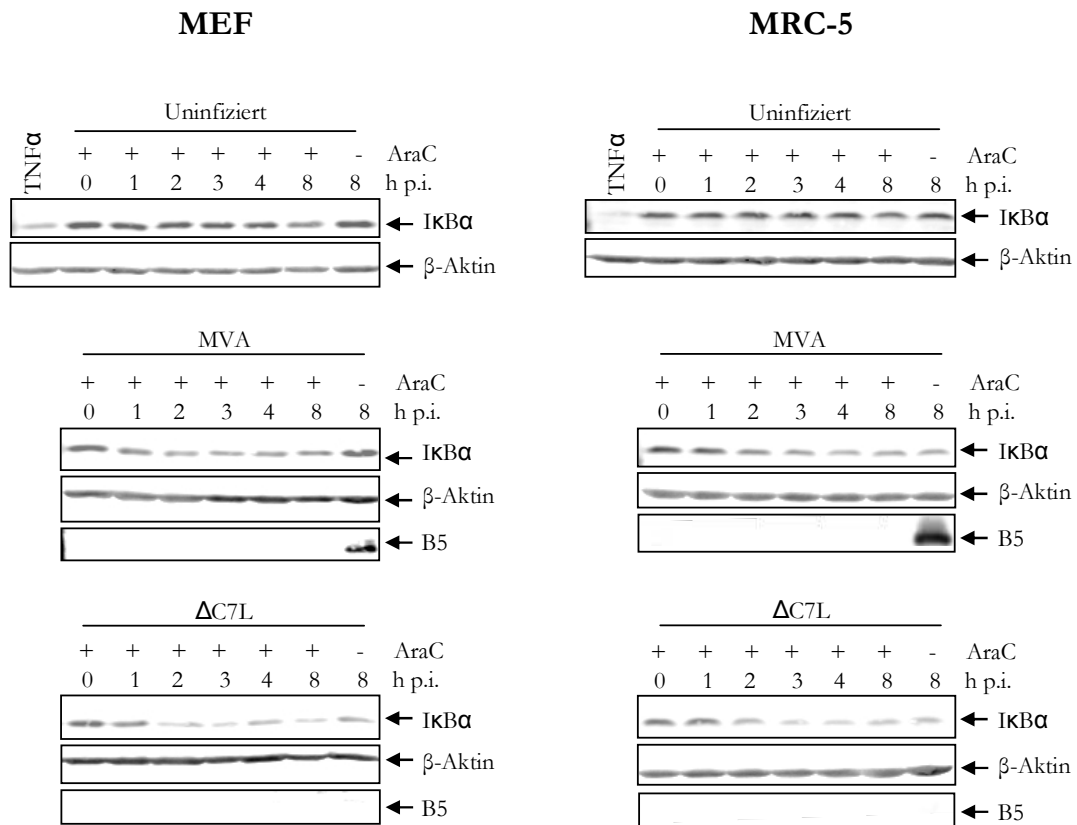 MEF
Uninfiziert
TNFα
+ + + + + + - AraC
0 1 2 3 4 8 8 h p.i.
IκBα
β-Aktin
MVA
+ + + + + + - AraC
0 1 2 3 4 8 8 h p.i.
IκBα
β-Aktin
B5
ΔC7L
+ + + + + + - AraC
0 1 2 3 4 8 8 h p.i.
IκBα
β-Aktin
B5
MRC-5
Uninfiziert
TNFα
+ + + + + + - AraC
0 1 2 3 4 8 8 h p.i.
IκBα
β-Aktin
MVA
+ + + + + + - AraC
0 1 2 3 4 8 8 h p.i.
IκBα
β-Aktin
B5
ΔC7L
+ + + + + + - AraC
0 1 2 3 4 8 8 h p.i.
IκBα
β-Aktin
B5